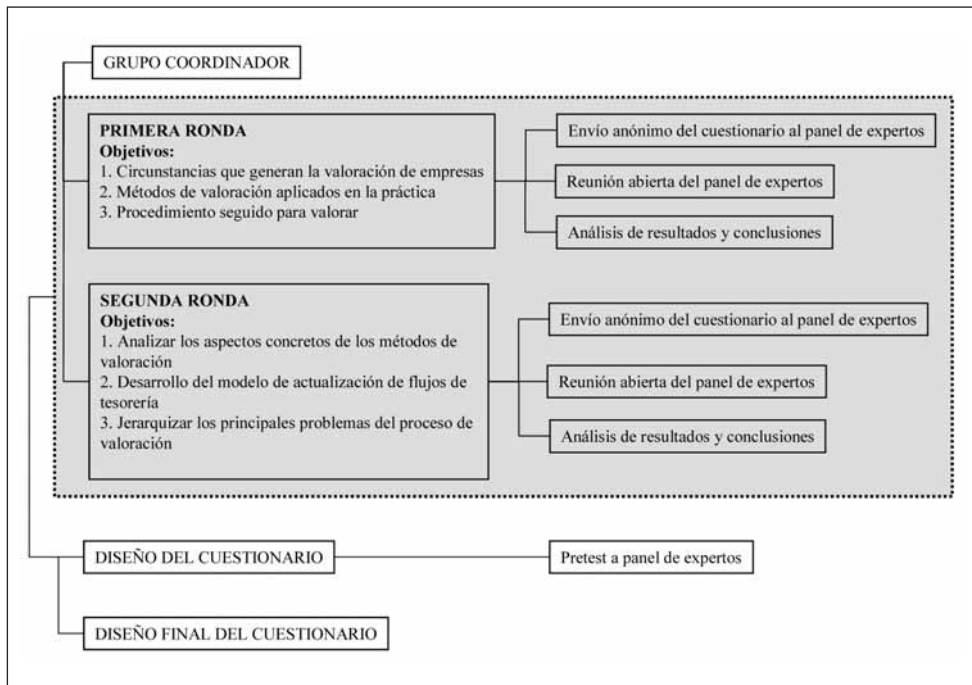 GRUPO COORDINADOR
PRIMERA RONDA
Objetivos:
1. Circunstancias que generan la valoración de empresas
2. Métodos de valoración aplicados en la práctica
3. Procedimiento seguido para valorar
Envío anónimo del cuestionario al panel de expertos
Reunión abierta del panel de expertos
Análisis de resultados y conclusiones
SEGUNDA RONDA
Objetivos:
1. Analizar los aspectos concretos de los métodos de
valoración
2. Desarrollo del modelo de actualización de flujos de
tesorería
3. Jerarquizar los principales problemas del proceso de
valoración
Envío anónimo del cuestionario al panel de expertos
Reunión abierta del panel de expertos
Análisis de resultados y conclusiones
DISEÑO DEL CUESTIONARIO
Pretest a panel de expertos
DISEÑO FINAL DEL CUESTIONARIO